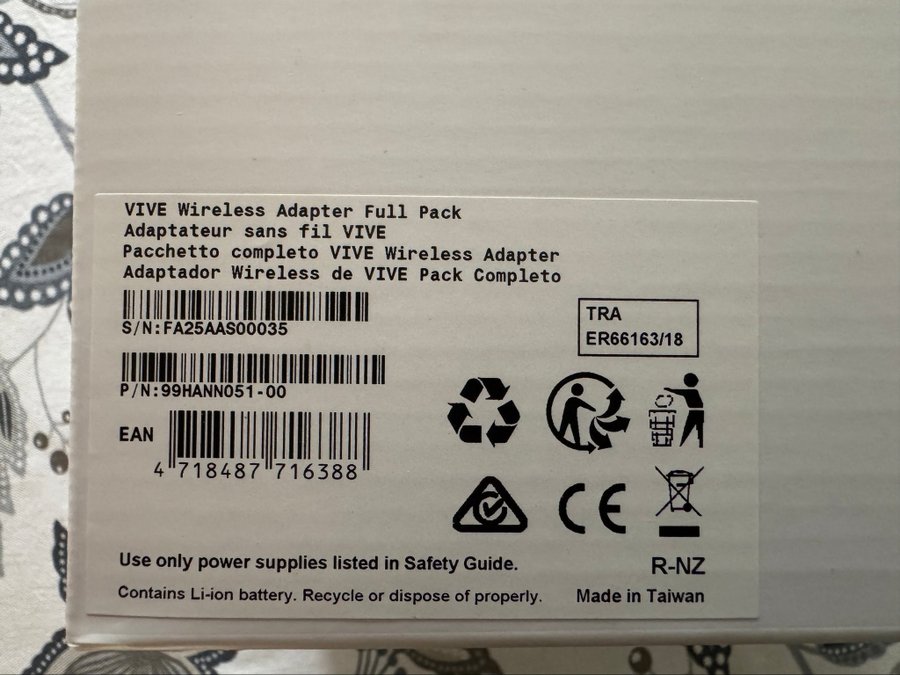 VIVE Wireless Adapter Full Pack
Adaptateur sans fil VIVE
Pacchetto completo VIVE Wireless Adapter
Adaptador Wireless de VIVE Pack Completo
S/N:FA25AAS00035
TRA
ER66163/18
P/N:99HANN051-00
EAN
4 718487 716388
CE
Use only power supplies listed in Safety Guide.
R-NZ
Contains Li-ion battery. Recycle or dispose of properly.
Made in Taiwan